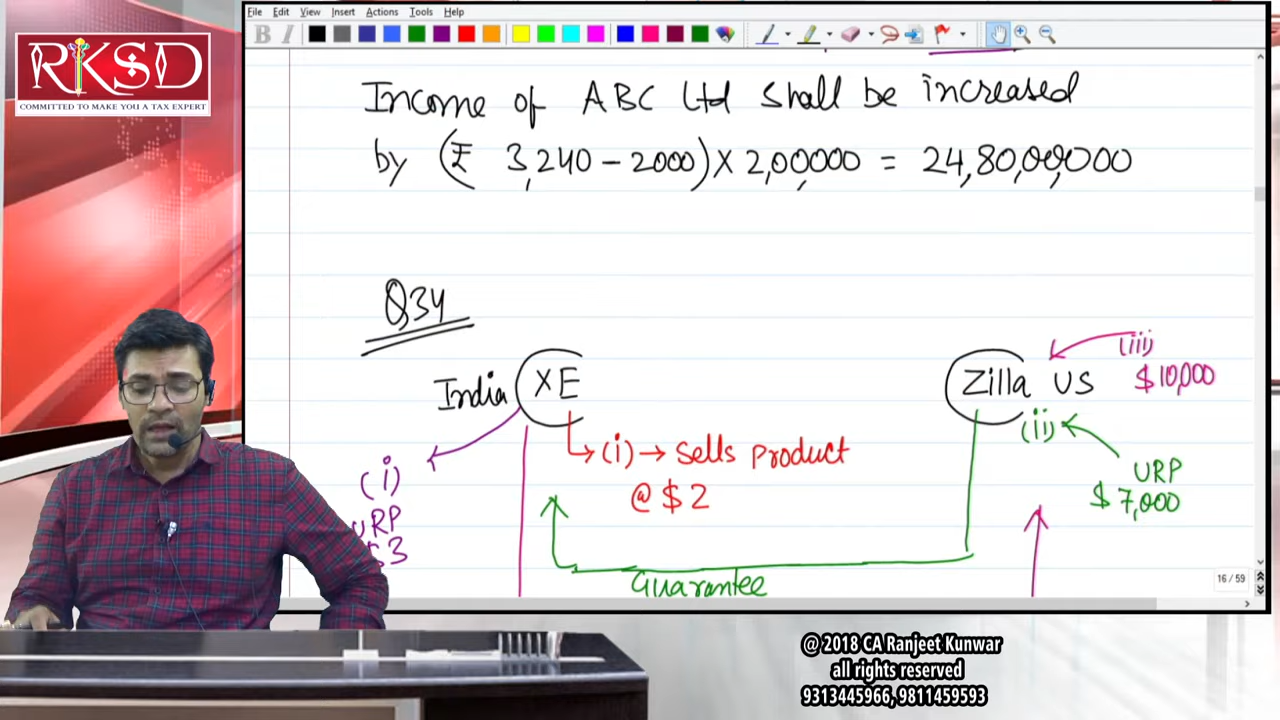 RKSD
COMMITTED TO MAKE YOU A TAX EXPERT
File Edit View Insert Actions Tools Help
B I
Income of ABC Ltd shall be increased
by (₹ 3,240 - 2000) X 2,00,000 = 24,80,00,000
Q34
India XE
Zilla US
(iii)
$ 10,000
(i) → sells product
@ $ 2
(ii)
URP
$ 7,000
(i)
URP
$3
Guarantee
16 / 59
@ 2018 CA Ranjeet Kunwar
all rights reserved
9313445966, 9811459593